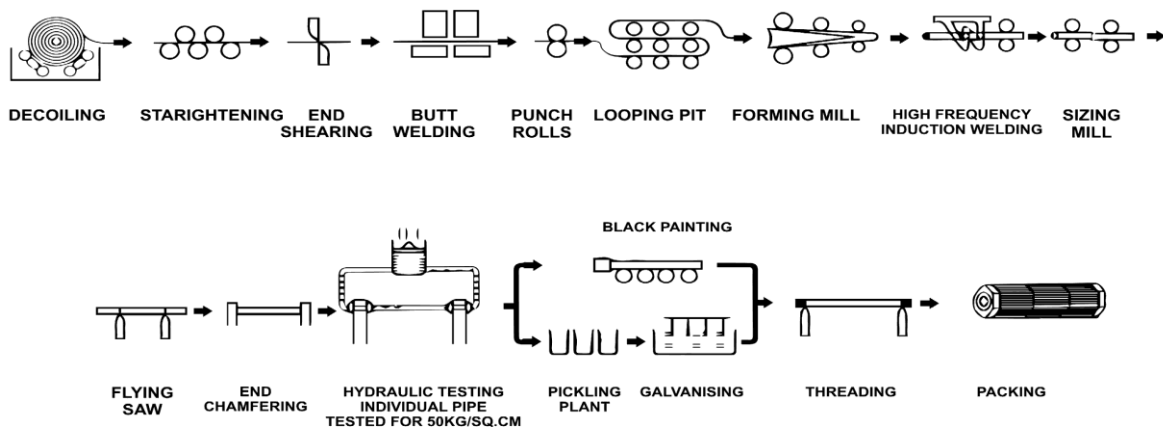 DECOILING
STARIGHTENING
END
SHEARING
BUTT
WELDING
PUNCH
ROLLS
LOOPING PIT
FORMING MILL
HIGH FREQUENCY
INDUCTION WELDING
SIZING
MILL
BLACK PAINTING
FLYING
SAW
END
CHAMFERING
HYDRAULIC TESTING
INDIVIDUAL PIPE
TESTED FOR 50KG/SQ.CM
PICKLING
PLANT
GALVANISING
THREADING
PACKING